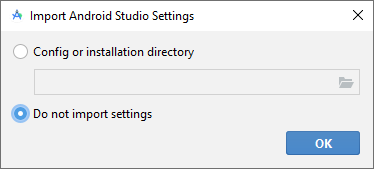 Import Android Studio Settings
Config or installation directory
Do not import settings
OK